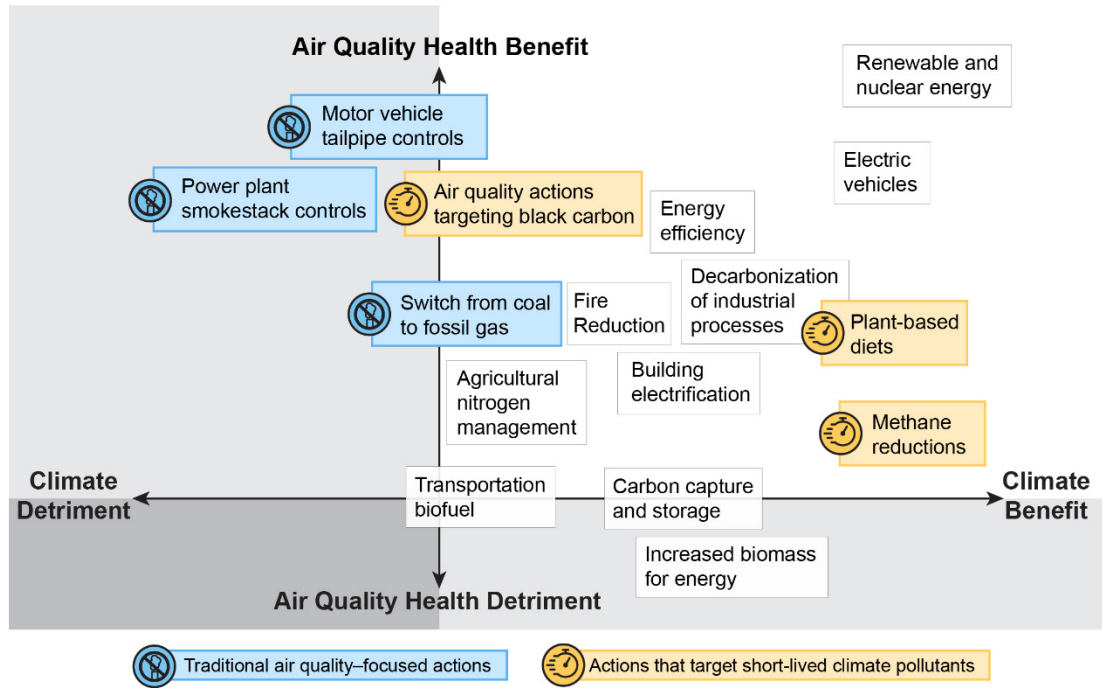 Air Quality Health Benefit
Renewable and
nuclear energy
Motor vehicle
tailpipe controls
Electric
vehicles
Power plant
smokestack controls
Air quality actions
targeting black carbon
Energy
efficiency
Switch from coal
to fossil gas
Fire
Reduction
Decarbonization
of industrial
processes
Plant-based
diets
Agricultural
nitrogen
management
Building
electrification
Methane
reductions
Climate
Detriment
Transportation
biofuel
Carbon capture
and storage
Climate
Benefit
Increased biomass
for energy
Air Quality Health Detriment
Traditional air quality–focused actions
Actions that target short-lived climate pollutants